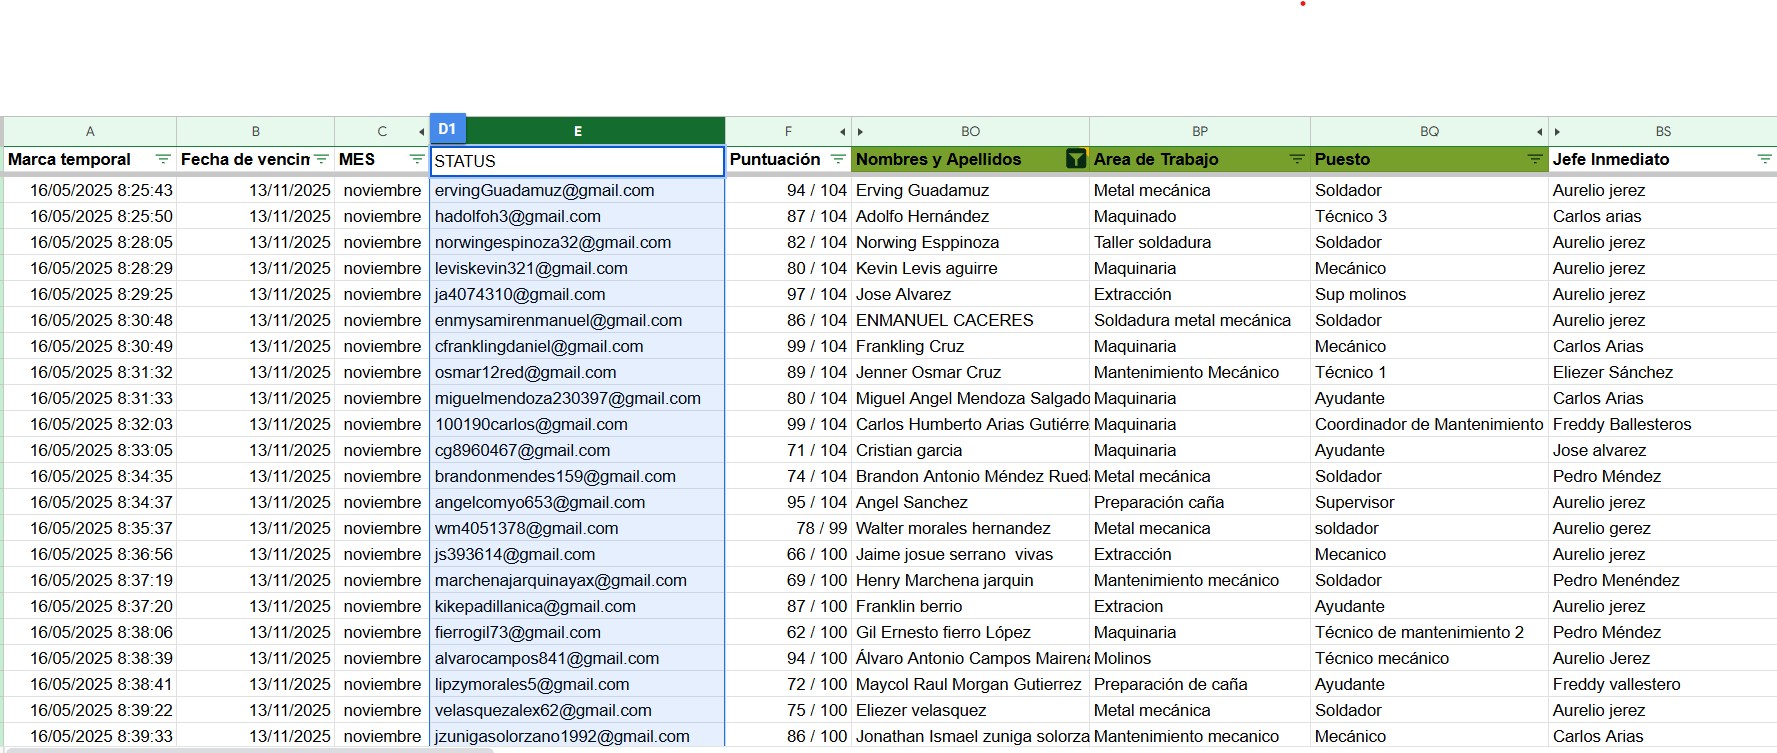 A B C D1 E F BO BP BQ BS
Marca temporal Fecha de vencin MES STATUS Puntuación Nombres y Apellidos Area de Trabajo Puesto Jefe Inmediato
16/05/2025 8:25:43 13/11/2025 noviembre ervingGuadamuz@gmail.com 94 / 104 Erving Guadamuz Metal mecánica Soldador Aurelio jerez
16/05/2025 8:25:50 13/11/2025 noviembre hadolfoh3@gmail.com 87 / 104 Adolfo Hernández Maquinado Técnico 3 Carlos arias
16/05/2025 8:28:05 13/11/2025 noviembre norwingespinoza32@gmail.com 82 / 104 Norwing Esppinoza Taller soldadura Soldador Aurelio jerez
16/05/2025 8:28:29 13/11/2025 noviembre leviskevin321@gmail.com 80 / 104 Kevin Levis aguirre Maquinaria Mecánico Aurelio jerez
16/05/2025 8:29:25 13/11/2025 noviembre ja4074310@gmail.com 97 / 104 Jose Alvarez Extracción Sup molinos Aurelio jerez
16/05/2025 8:30:48 13/11/2025 noviembre enmysamirenmanuel@gmail.com 86 / 104 ENMANUEL CACERES Soldadura metal mecánica Soldador Aurelio jerez
16/05/2025 8:30:49 13/11/2025 noviembre cfranklingdaniel@gmail.com 99 / 104 Frankling Cruz Maquinaria Mecánico Carlos Arias
16/05/2025 8:31:32 13/11/2025 noviembre osmar12red@gmail.com 89 / 104 Jenner Osmar Cruz Mantenimiento Mecánico Técnico 1 Eliezer Sánchez
16/05/2025 8:31:33 13/11/2025 noviembre miguelmendoza230397@gmail.com 80 / 104 Miguel Angel Mendoza Salgado Maquinaria Ayudante Carlos Arias
16/05/2025 8:32:03 13/11/2025 noviembre 100190carlos@gmail.com 99 / 104 Carlos Humberto Arias Gutiérre Maquinaria Coordinador de Mantenimiento Freddy Ballesteros
16/05/2025 8:33:05 13/11/2025 noviembre cg8960467@gmail.com 71 / 104 Cristian garcia Maquinaria Ayudante Jose alvarez
16/05/2025 8:34:35 13/11/2025 noviembre brandonmendes159@gmail.com 74 / 104 Brandon Antonio Méndez Rueda Metal mecánica Soldador Pedro Méndez
16/05/2025 8:34:37 13/11/2025 noviembre angelcomyo653@gmail.com 95 / 104 Angel Sanchez Preparación caña Supervisor Aurelio jerez
16/05/2025 8:35:37 13/11/2025 noviembre wm4051378@gmail.com 78 / 99 Walter morales hernandez Metal mecanica soldador Aurelio gerez
16/05/2025 8:36:56 13/11/2025 noviembre js393614@gmail.com 66 / 100 Jaime josue serrano vivas Extracción Mecanico Aurelio jerez
16/05/2025 8:37:19 13/11/2025 noviembre marchenajarquinayax@gmail.com 69 / 100 Henry Marchena jarquin Mantenimiento mecánico Soldador Pedro Menéndez
16/05/2025 8:37:20 13/11/2025 noviembre kikepadillanica@gmail.com 87 / 100 Franklin berrio Extracion Ayudante Aurelio jerez
16/05/2025 8:38:06 13/11/2025 noviembre fierrogil73@gmail.com 62 / 100 Gil Ernesto fierro López Maquinaria Técnico de mantenimiento 2 Pedro Méndez
16/05/2025 8:38:39 13/11/2025 noviembre alvarocampos841@gmail.com 94 / 100 Álvaro Antonio Campos Mairena Molinos Técnico mecánico Aurelio Jerez
16/05/2025 8:38:41 13/11/2025 noviembre lipzymorales5@gmail.com 72 / 100 Maycol Raul Morgan Gutierrez Preparación de caña Ayudante Freddy vallestero
16/05/2025 8:39:22 13/11/2025 noviembre velasquezalex62@gmail.com 75 / 100 Eliezer velasquez Metal mecánica Soldador Aurelio jerez
16/05/2025 8:39:33 13/11/2025 noviembre jzunigasolorzano1992@gmail.com 86 / 100 Jonathan Ismael zuniga solorza Mantenimiento mecanico Mecánico Carlos Arias